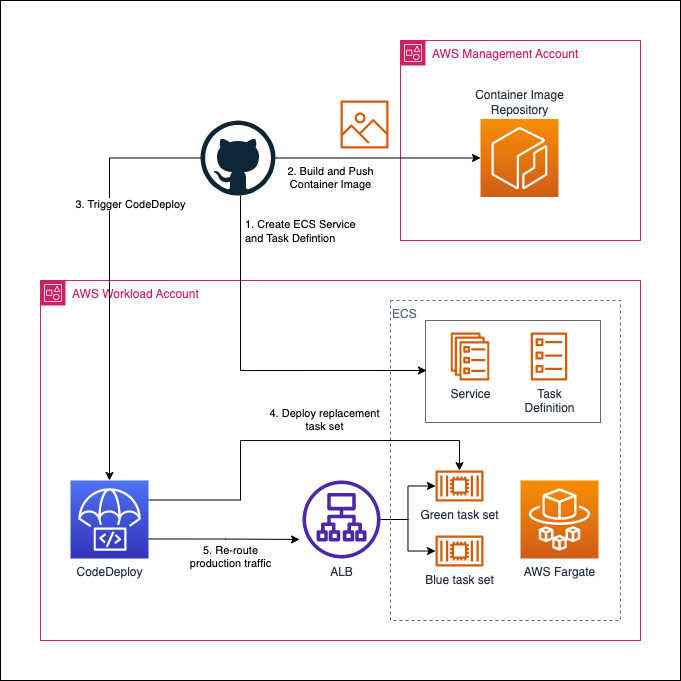 AWS Management Account
Container Image
Repository
2. Build and Push
Container Image
3. Trigger CodeDeploy
1. Create ECS Service
and Task Defintion
AWS Workload Account
ECS
Service
Task
Definition
4. Deploy replacement
task set
Green task set
5. Re-route
production traffic
CodeDeploy
ALB
Blue task set
AWS Fargate